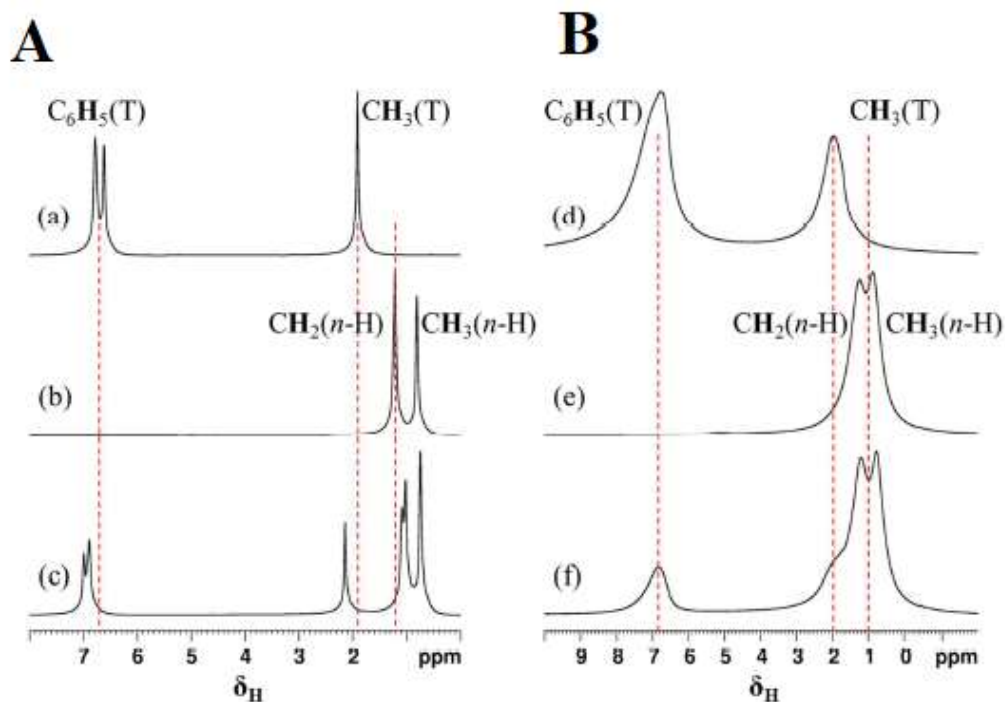 A
C₆H₅(T)
CH₃(T)
(a)
CH₂(n-H)
CH₃(n-H)
(b)
(c)
7 6 5 4 3 2 ppm
δH
B
C₆H₅(T)
CH₃(T)
(d)
CH₂(n-H)
CH₃(n-H)
(e)
(f)
9 8 7 6 5 4 3 2 1 0 ppm
δH